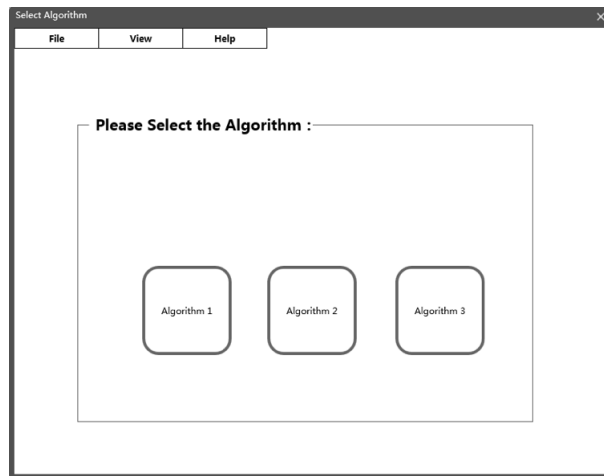 Select Algorithm
File View Help
Please Select the Algorithm :
Algorithm 1 Algorithm 2 Algorithm 3